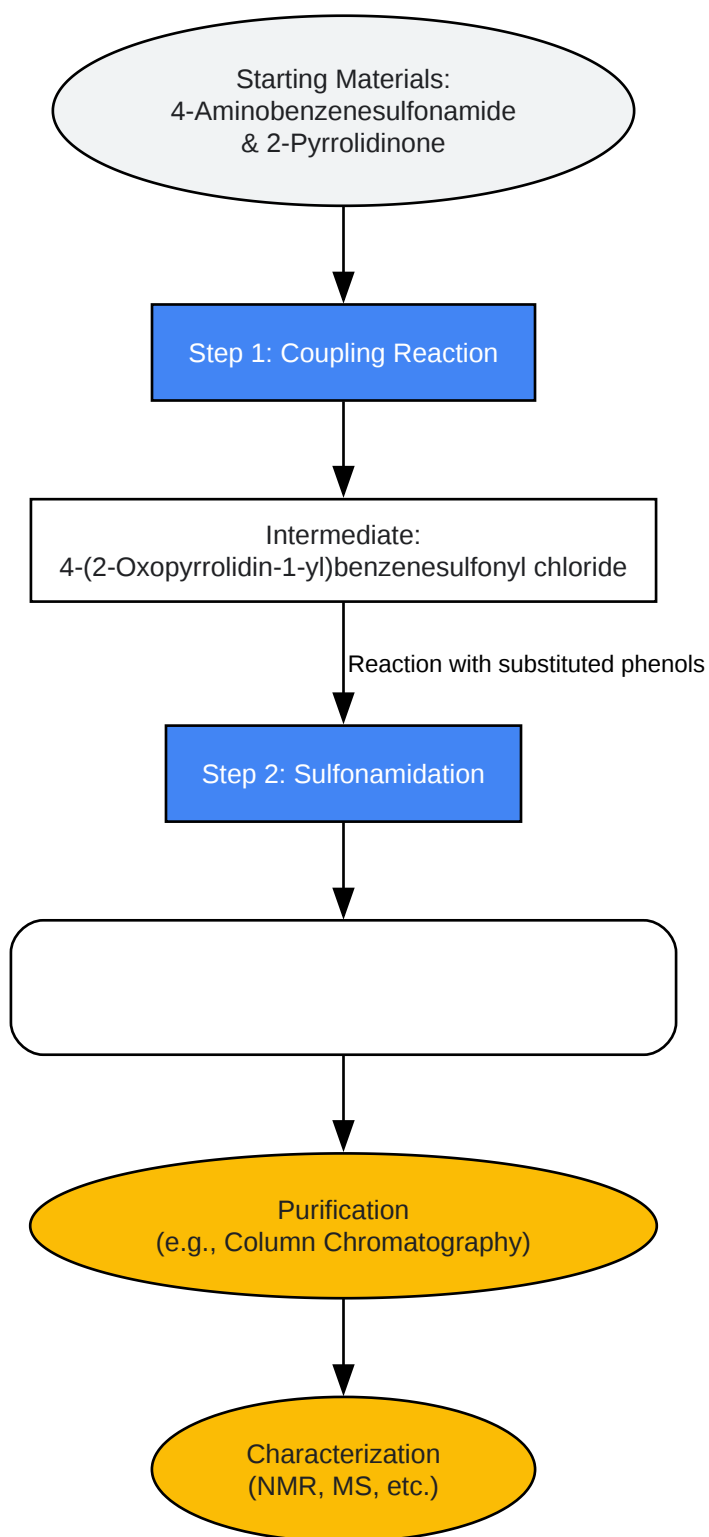 Starting Materials:
4-Aminobenzenesulfonamide
& 2-Pyrrolidinone
Step 1: Coupling Reaction
Intermediate:
4-(2-Oxopyrrolidin-1-yl)benzenesulfonyl chloride
Reaction with substituted phenols
Step 2: Sulfonamidation
Purification
(e.g., Column Chromatography)
Characterization
(NMR, MS, etc.)